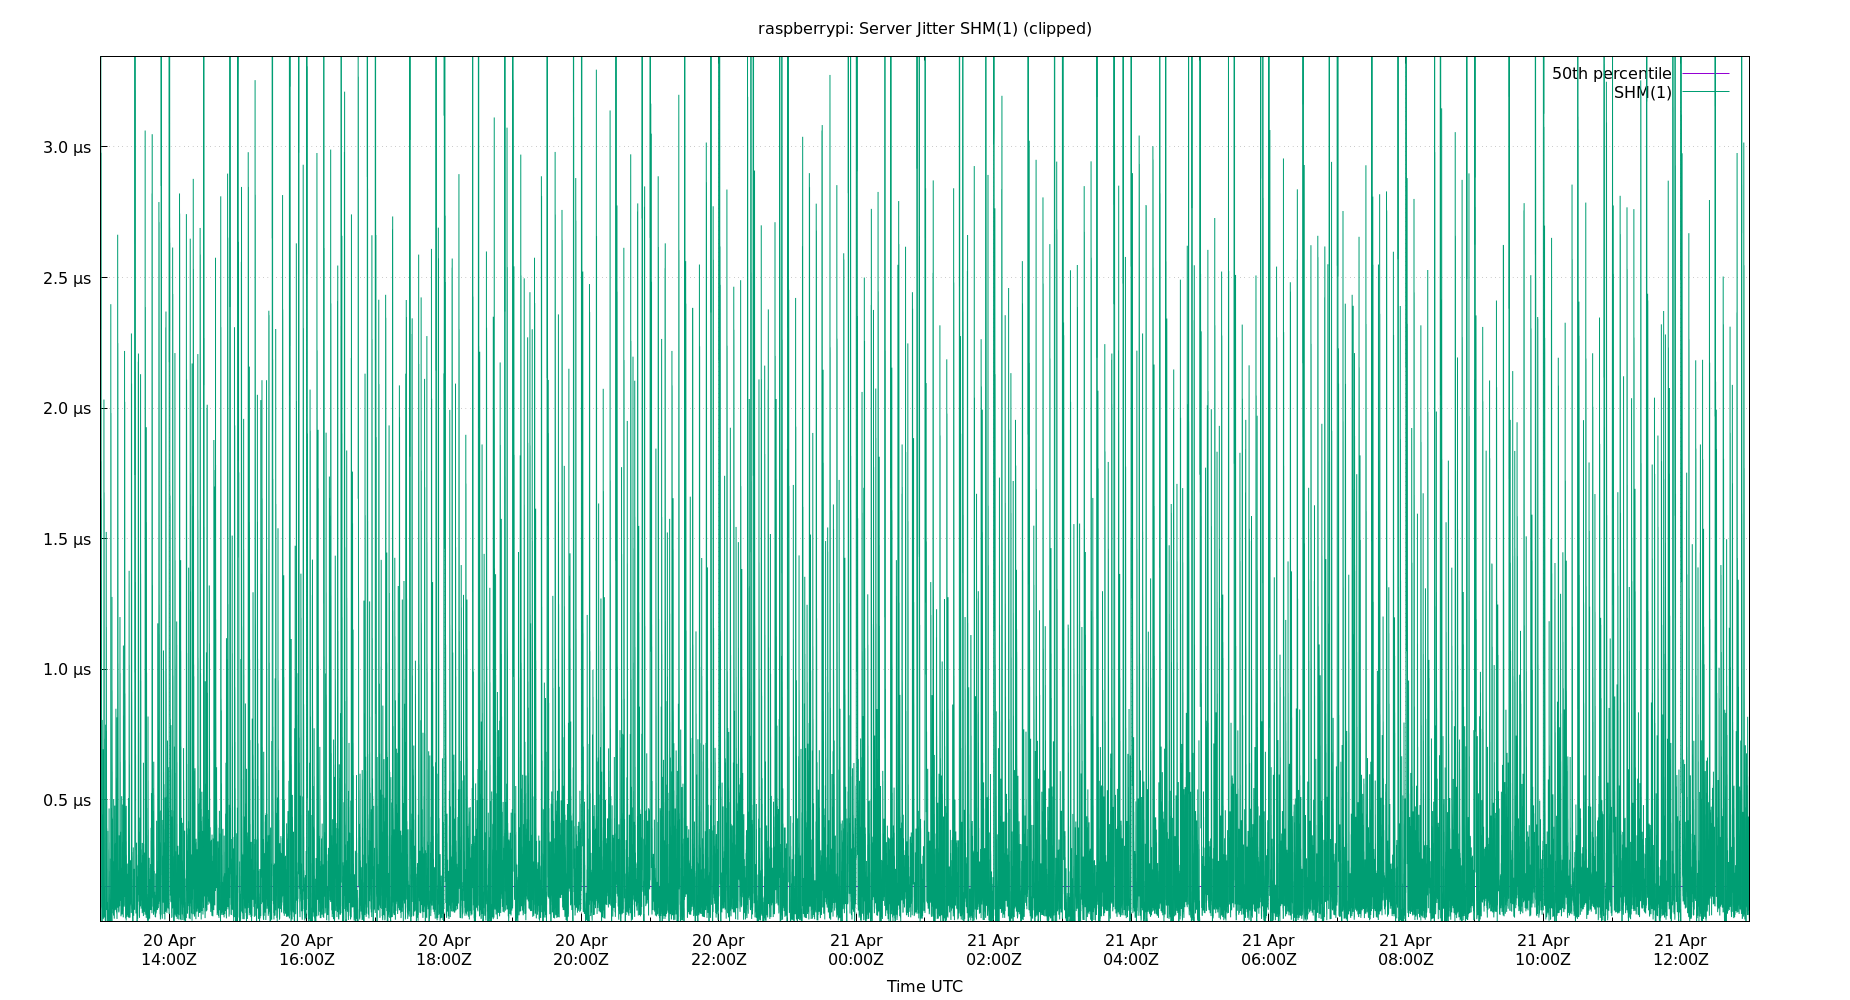 raspberrypi: Server Jitter SHM(1) (clipped)
50th percentile
SHM(1)
3.0 µs
2.5 µs
2.0 µs
1.5 µs
1.0 µs
0.5 µs
20 Apr 20 Apr 20 Apr 20 Apr 20 Apr 21 Apr 21 Apr 21 Apr 21 Apr 21 Apr 21 Apr 21 Apr
14:00Z 16:00Z 18:00Z 20:00Z 22:00Z 00:00Z 02:00Z 04:00Z 06:00Z 08:00Z 10:00Z 12:00Z
Time UTC